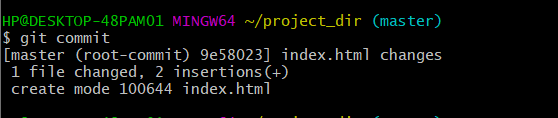 HP@DESKTOP-48PAM01 MINGW64 ~/project_dir (master)
$ git commit
[master (root-commit) 9e58023] index.html changes
 1 file changed, 2 insertions(+)
 create mode 100644 index.html